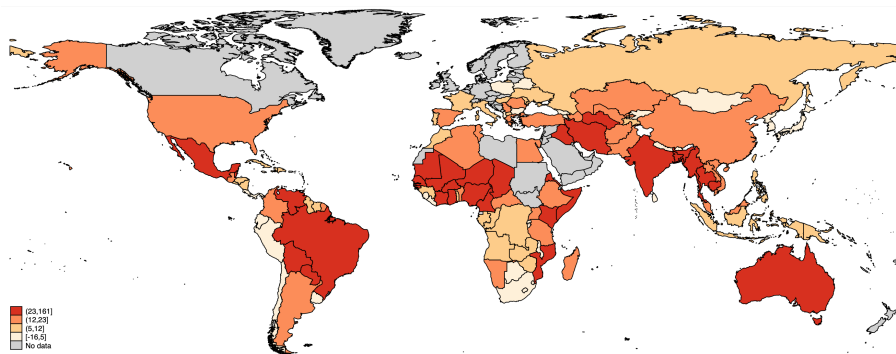 (23,161]
(12,23]
(5,12]
[-16,5]
No data